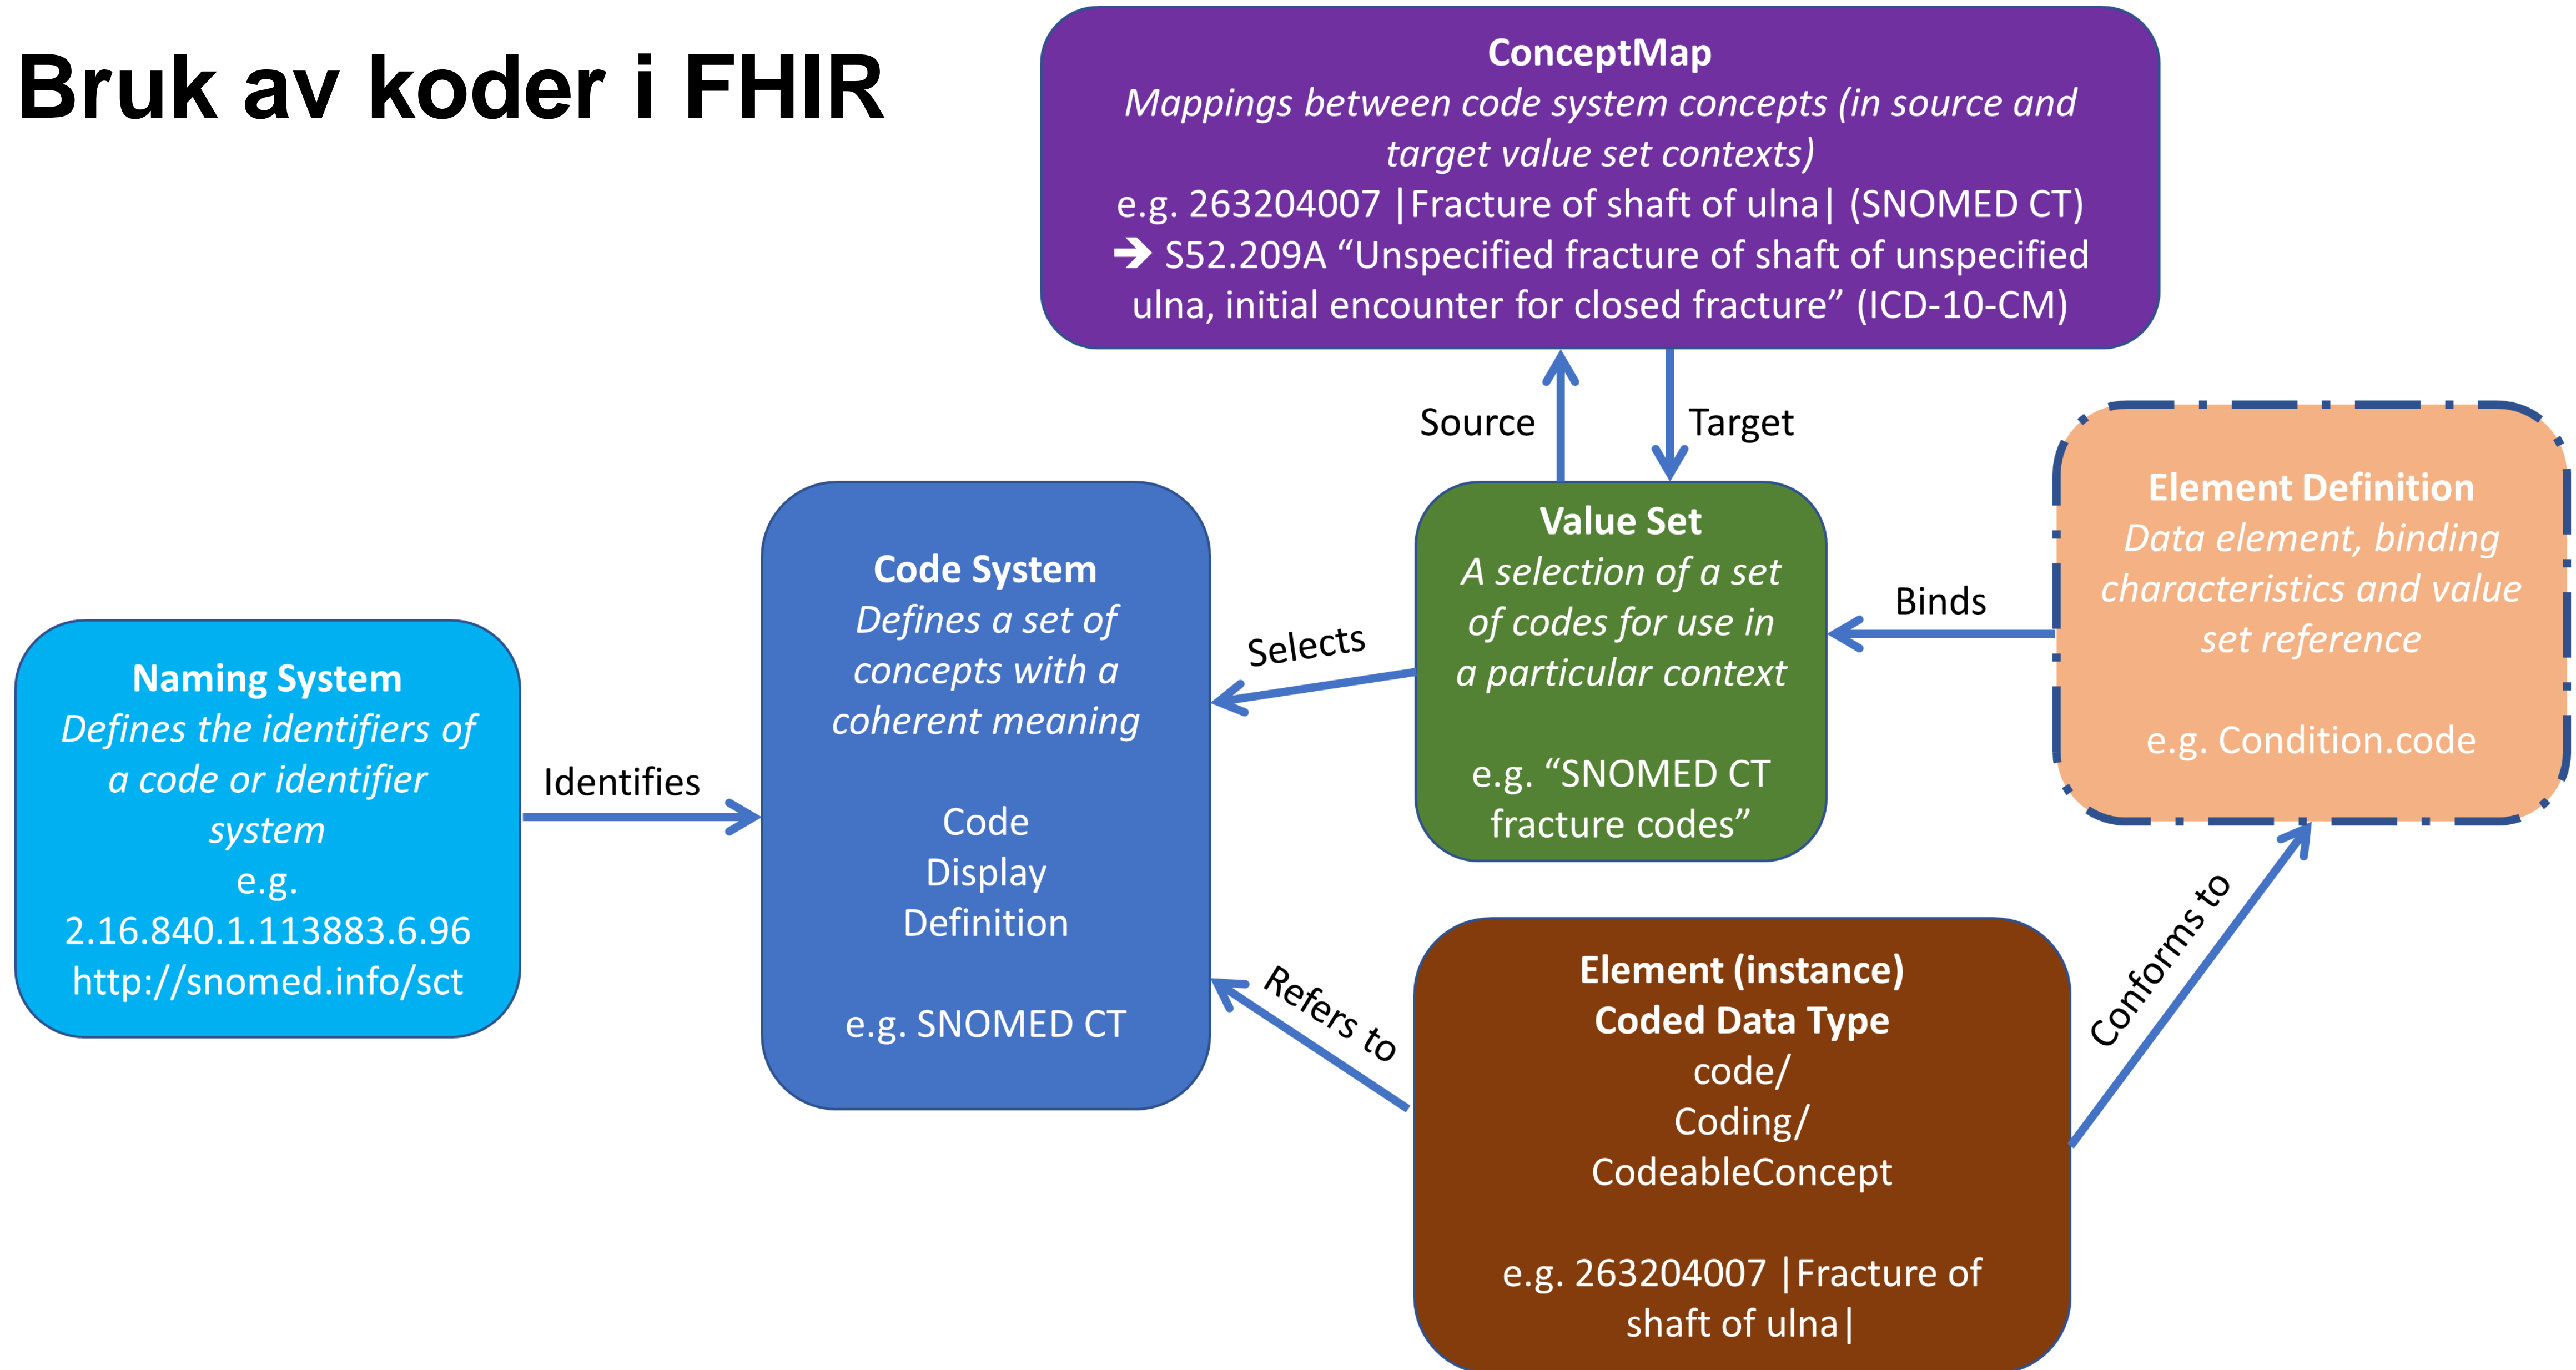 Bruk av koder i FHIR
ConceptMap
Mappings between code system concepts (in source and
target value set contexts)
e.g. 263204007 |Fracture of shaft of ulna| (SNOMED CT)
➔ S52.209A “Unspecified fracture of shaft of unspecified
ulna, initial encounter for closed fracture” (ICD-10-CM)
Source
Target
Naming System
Defines the identifiers of
a code or identifier
system
e.g.
2.16.840.1.113883.6.96
http://snomed.info/sct
Identifies
Code System
Defines a set of
concepts with a
coherent meaning
Code
Display
Definition
e.g. SNOMED CT
Selects
Value Set
A selection of a set
of codes for use in
a particular context
e.g. “SNOMED CT
fracture codes”
Binds
Element Definition
Data element, binding
characteristics and value
set reference
e.g. Condition.code
Refers to
Element (instance)
Coded Data Type
code/
Coding/
CodeableConcept
e.g. 263204007 |Fracture of
shaft of ulna|
Conforms to